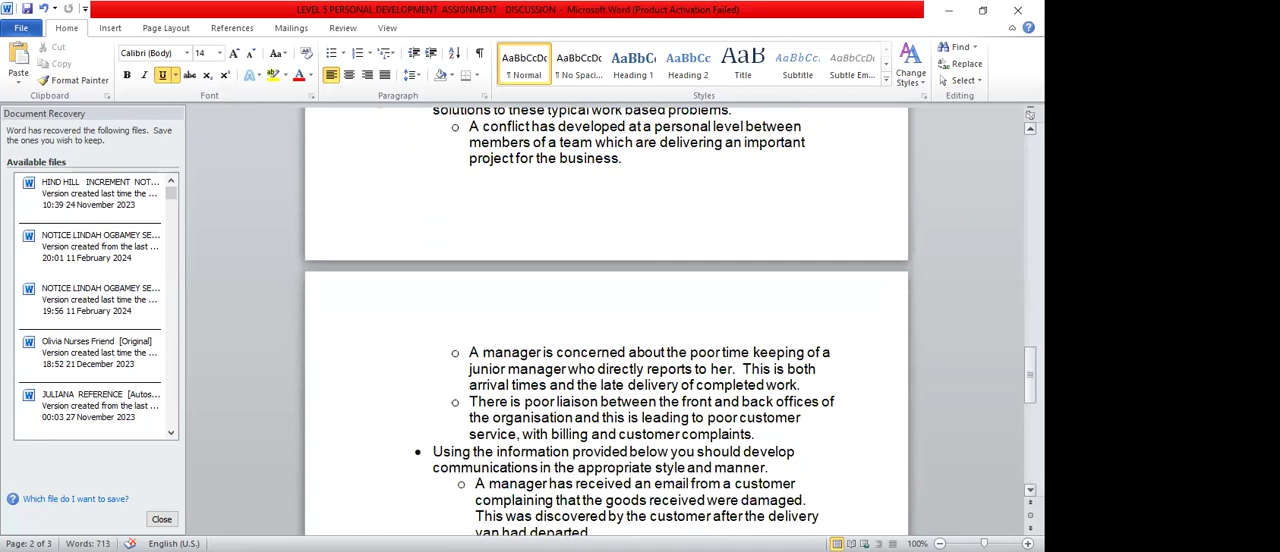 LEVEL 5 PERSONAL DEVELOPMENT ASSIGNMENT DISCUSSION - Microsoft Word (Product Activation Failed)
File Home Insert Page Layout References Mailings Review View
Cut
Copy
Format Painter
Paste
Clipboard
Calibri (Body) 14
Font
Paragraph
AaBbCcDc AaBbCcDc AaBbC AaBbCc AaB AaBbCc. AaBbCcDc
¶ Normal ¶ No Spaci... Heading 1 Heading 2 Title Subtitle Subtle Em...
Change Styles
Styles
Find
Replace
Select
Editing
Document Recovery
Word has recovered the following files. Save
the ones you wish to keep.
Available files
HIND HILL INCREMENT NOT...
Version created last time the ...
10:39 24 November 2023
NOTICE LINDAH OGBAMEY SE...
Version created from the last ...
20:01 11 February 2024
NOTICE LINDAH OGBAMEY SE...
Version created last time the ...
19:56 11 February 2024
Olivia Nurses Friend [Original]
Version created last time the ...
18:52 21 December 2023
JULIANA REFERENCE [Autos...
Version created from the last ...
00:03 27 November 2023
Which file do I want to save?
Close
solutions to these typical work based problems.
o A conflict has developed at a personal level between
members of a team which are delivering an important
project for the business.
o A manager is concerned about the poor time keeping of a
junior manager who directly reports to her. This is both
arrival times and the late delivery of completed work.
o There is poor liaison between the front and back offices of
the organisation and this is leading to poor customer
service, with billing and customer complaints.
• Using the information provided below you should develop
communications in the appropriate style and manner.
o A manager has received an email from a customer
complaining that the goods received were damaged.
This was discovered by the customer after the delivery
van had departed
Page: 2 of 3 Words: 713 English (U.S.) 100%